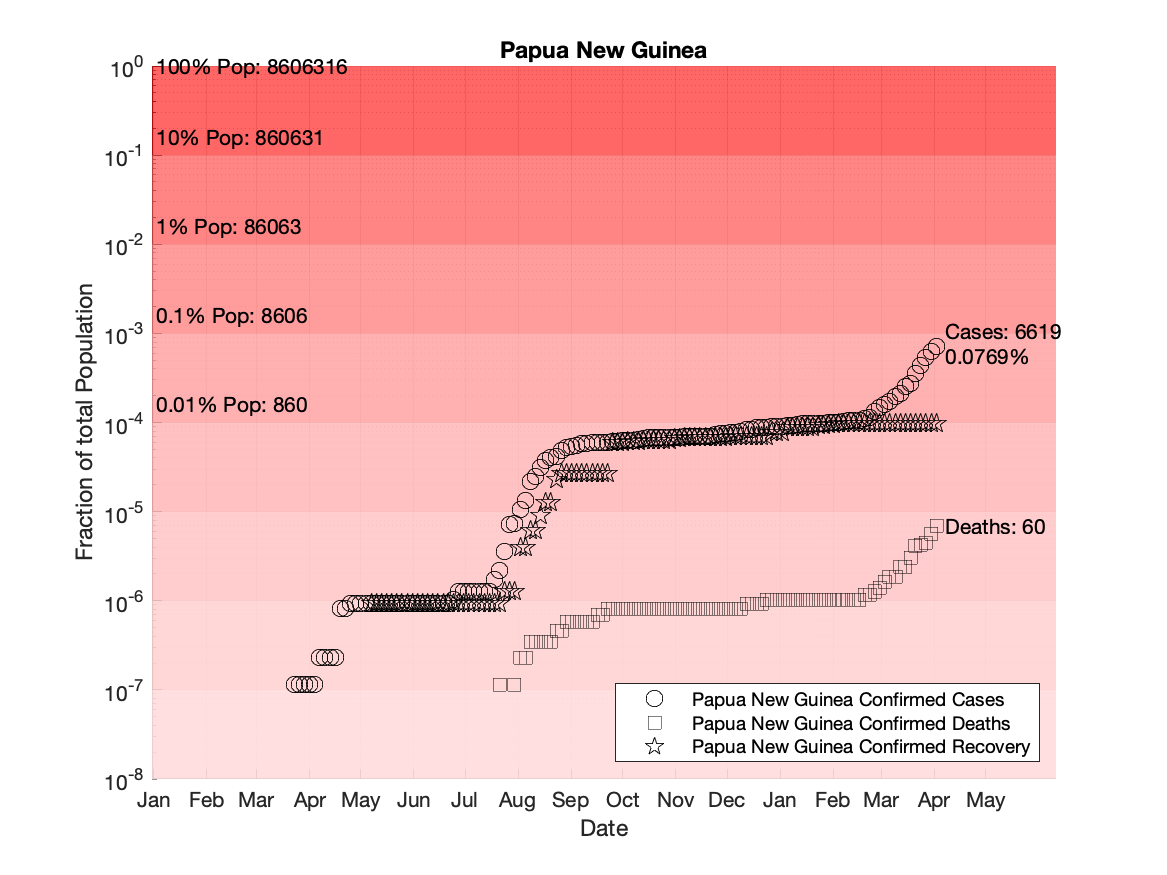 Papua New Guinea
10^0
100% Pop: 8606316
10% Pop: 860631
10^-1
1% Pop: 86063
10^-2
0.1% Pop: 8606
10^-3
Cases: 6619
0.0769%
0.01% Pop: 860
10^-4
10^-5
Deaths: 60
10^-6
10^-7
10^-8
Fraction of total Population
Papua New Guinea Confirmed Cases
Papua New Guinea Confirmed Deaths
Papua New Guinea Confirmed Recovery
Jan Feb Mar Apr May Jun Jul Aug Sep Oct Nov Dec Jan Feb Mar Apr May
Date